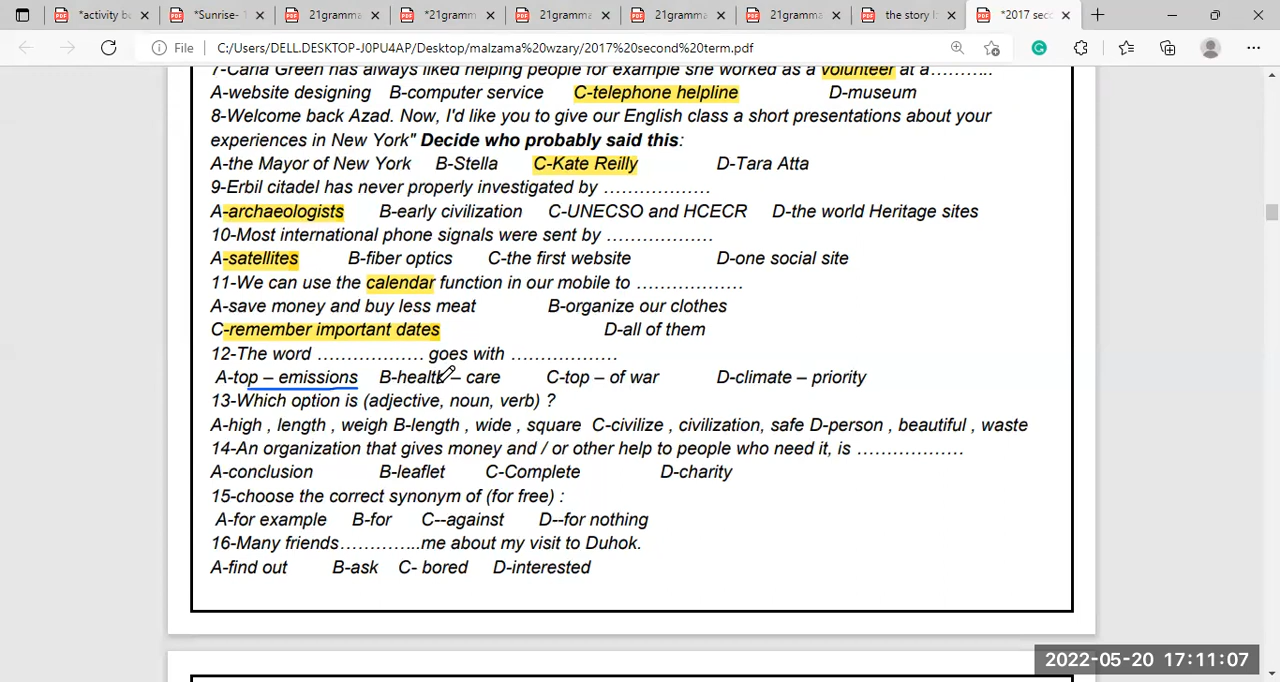 *activity b
*Sunrise- 1
21gramma
*21gramm
21gramma
21gramma
21gramma
the story I:
*2017 seco
File
C:/Users/DELL.DESKTOP-J0PU4AP/Desktop/malzama%20wzary/2017%20second%20term.pdf
7-Carla Green has always liked helping people for example she worked as a volunteer at a………..
A-website designing B-computer service C-telephone helpline D-museum
8-Welcome back Azad. Now, I'd like you to give our English class a short presentations about your
experiences in New York" Decide who probably said this:
A-the Mayor of New York B-Stella C-Kate Reilly D-Tara Atta
9-Erbil citadel has never properly investigated by ………………
A-archaeologists B-early civilization C-UNECSO and HCECR D-the world Heritage sites
10-Most international phone signals were sent by ………………
A-satellites B-fiber optics C-the first website D-one social site
11-We can use the calendar function in our mobile to ………………
A-save money and buy less meat B-organize our clothes
C-remember important dates D-all of them
12-The word ……………… goes with ………………
A-top – emissions B-health – care C-top – of war D-climate – priority
13-Which option is (adjective, noun, verb) ?
A-high , length , weigh B-length , wide , square C-civilize , civilization, safe D-person , beautiful , waste
14-An organization that gives money and / or other help to people who need it, is ………………
A-conclusion B-leaflet C-Complete D-charity
15-choose the correct synonym of (for free) :
A-for example B-for C--against D--for nothing
16-Many friends…………..me about my visit to Duhok.
A-find out B-ask C- bored D-interested
2022-05-20 17:11:07